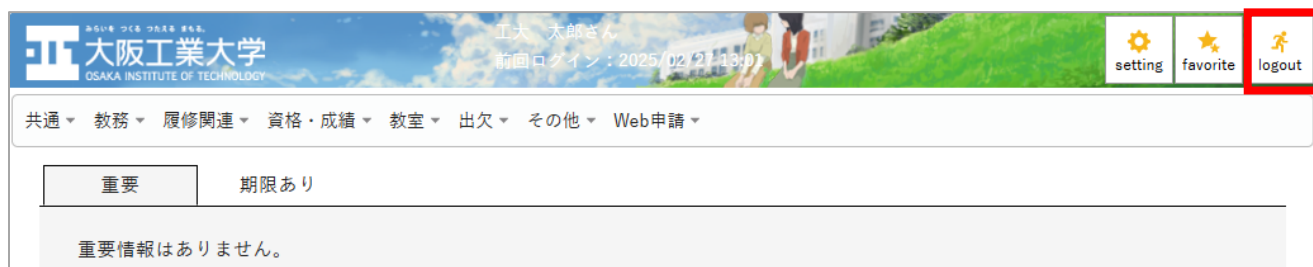 みらいを つくる つたえる まもる。
大阪工業大学
OSAKA INSTITUTE OF TECHNOLOGY
工大 太郎さん
前回ログイン:2025/02/27 13:01
setting favorite logout
共通 教務 履修関連 資格・成績 教室 出欠 その他 Web申請
重要 期限あり
重要情報はありません。